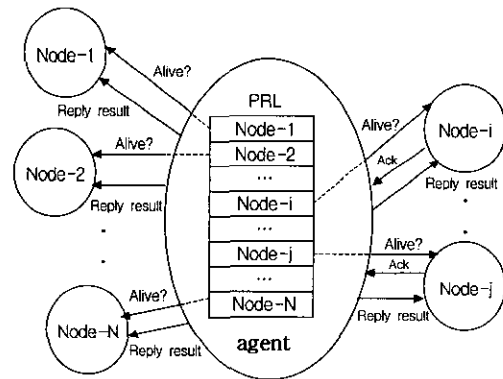 Node-1
Alive?
Reply result
Node-2
Alive?
Reply result
Alive?
Node-N
Reply result
PRL
Node-1
Node-2
...
Node-i
...
Node-j
...
Node-N
agent
Alive?
Node-i
Ack
Reply result
Alive?
Ack
Node-j
Reply result